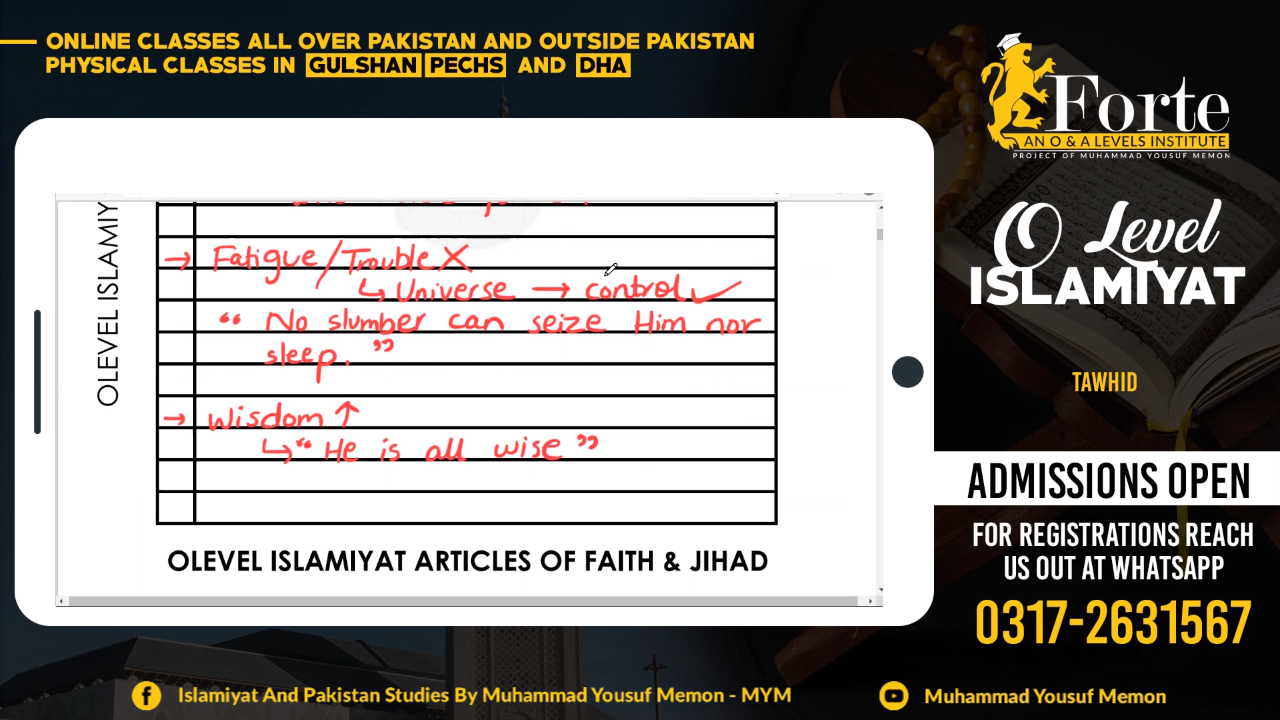 ONLINE CLASSES ALL OVER PAKISTAN AND OUTSIDE PAKISTAN
PHYSICAL CLASSES IN GULSHAN PECHS AND DHA
Forte
AN O & A LEVELS INSTITUTE
PROJECT OF MUHAMMAD YOUSUF MEMON
O Level
ISLAMIYAT
TAWHID
ADMISSIONS OPEN
FOR REGISTRATIONS REACH
US OUT AT WHATSAPP
0317-2631567
OLEVEL ISLAMIY
→ Fatigue/Trouble X
↳ Universe → control ✓
“ No slumber can seize Him nor
sleep. ”
→ Wisdom ↑
↳ “ He is all wise ”
OLEVEL ISLAMIYAT ARTICLES OF FAITH & JIHAD
Islamiyat And Pakistan Studies By Muhammad Yousuf Memon - MYM
Muhammad Yousuf Memon